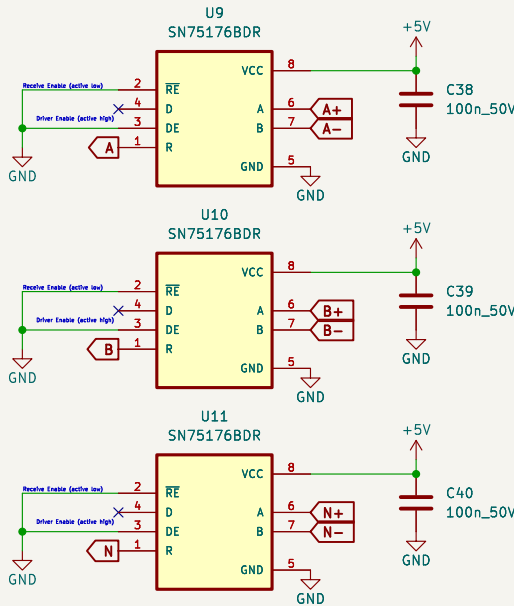 U9
SN75176BDR
+5V
VCC 8
C38
100n_50V
Receive Enable (active low)
2 RE
4 D
A 6 A+
Driver Enable (active high)
3 DE
B 7 A-
A 1 R
GND 5
GND
GND
GND
U10
SN75176BDR
+5V
VCC 8
C39
100n_50V
Receive Enable (active low)
2 RE
4 D
A 6 B+
Driver Enable (active high)
3 DE
B 7 B-
B 1 R
GND 5
GND
GND
GND
U11
SN75176BDR
+5V
VCC 8
C40
100n_50V
Receive Enable (active low)
2 RE
4 D
A 6 N+
Driver Enable (active high)
3 DE
B 7 N-
N 1 R
GND 5
GND
GND
GND